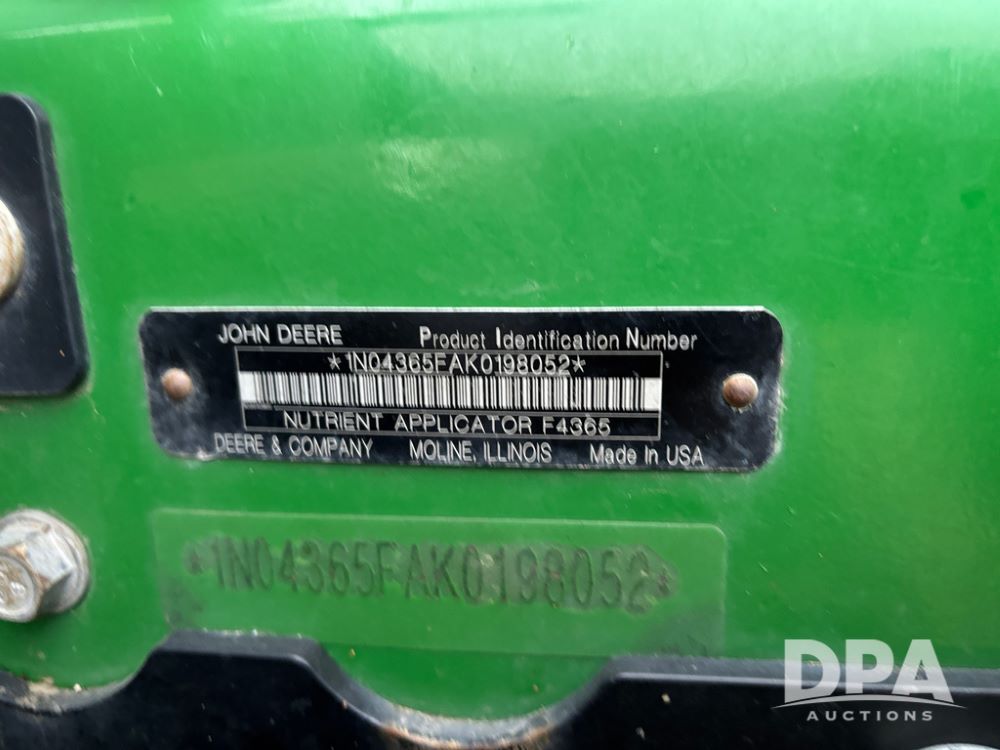 JOHN DEERE Product Identification Number
*1N04365FAK0198052*
NUTRIENT APPLICATOR F4365
DEERE & COMPANY MOLINE, ILLINOIS Made In USA
*1N04365FAK0198052*
DPA
AUCTIONS